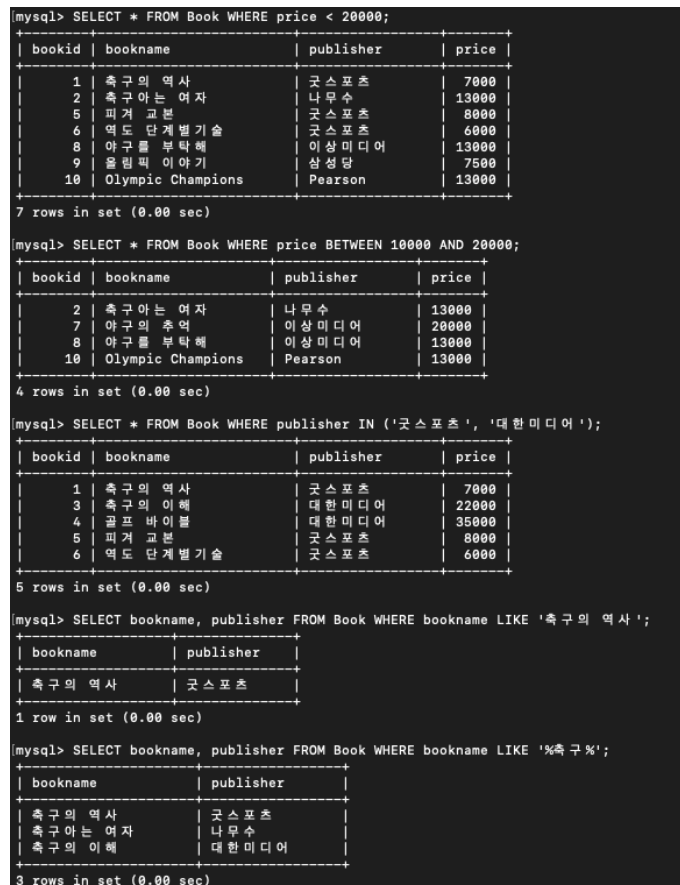 [mysql> SELECT * FROM Book WHERE price < 20000;
+--------+-----------------------+---------------+-------+
| bookid | bookname | publisher | price |
+--------+-----------------------+---------------+-------+
| 1 | 축구의 역사 | 굿스포츠 | 7000 |
| 2 | 축구아는 여자 | 나무수 | 13000 |
| 5 | 피겨 교본 | 굿스포츠 | 8000 |
| 6 | 역도 단계별기술 | 굿스포츠 | 6000 |
| 8 | 야구를 부탁해 | 이상미디어 | 13000 |
| 9 | 올림픽 이야기 | 삼성당 | 7500 |
| 10 | Olympic Champions | Pearson | 13000 |
+--------+-----------------------+---------------+-------+
7 rows in set (0.00 sec)
[mysql> SELECT * FROM Book WHERE price BETWEEN 10000 AND 20000;
+--------+--------------------+-----------------+-------+
| bookid | bookname | publisher | price |
+--------+--------------------+-----------------+-------+
| 2 | 축구아는 여자 | 나무수 | 13000 |
| 7 | 야구의 추억 | 이상미디어 | 20000 |
| 8 | 야구를 부탁해 | 이상미디어 | 13000 |
| 10 | Olympic Champions | Pearson | 13000 |
+--------+--------------------+-----------------+-------+
4 rows in set (0.00 sec)
[mysql> SELECT * FROM Book WHERE publisher IN ('굿스포츠', '대한미디어');
+--------+-----------------------+---------------+-------+
| bookid | bookname | publisher | price |
+--------+-----------------------+---------------+-------+
| 1 | 축구의 역사 | 굿스포츠 | 7000 |
| 3 | 축구의 이해 | 대한미디어 | 22000 |
| 4 | 골프 바이블 | 대한미디어 | 35000 |
| 5 | 피겨 교본 | 굿스포츠 | 8000 |
| 6 | 역도 단계별기술 | 굿스포츠 | 6000 |
+--------+-----------------------+---------------+-------+
5 rows in set (0.00 sec)
[mysql> SELECT bookname, publisher FROM Book WHERE bookname LIKE '축구의 역사';
+------------------+--------------+
| bookname | publisher |
+------------------+--------------+
| 축구의 역사 | 굿스포츠 |
+------------------+--------------+
1 row in set (0.00 sec)
[mysql> SELECT bookname, publisher FROM Book WHERE bookname LIKE '%축구%';
+---------------------+-----------------+
| bookname | publisher |
+---------------------+-----------------+
| 축구의 역사 | 굿스포츠 |
| 축구아는 여자 | 나무수 |
| 축구의 이해 | 대한미디어 |
+---------------------+-----------------+
3 rows in set (0.00 sec)